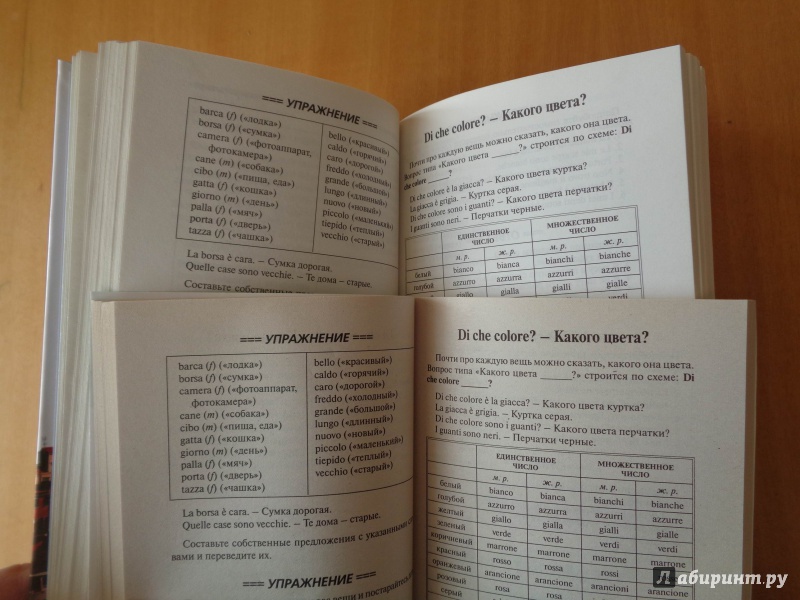 === УПРАЖНЕНИЕ ===
barca (f) («лодка»)
borsa (f) («сумка»)
camera (f) («фотоаппарат,
фотокамера»)
cane (m) («собака»)
cibo (m) («пища, еда»)
gatta (f) («кошка»)
giorno (m) («день»)
palla (f) («мяч»)
porta (f) («дверь»)
tazza (f) («чашка»)
bello («красивый»)
caldo («горячий»)
caro («дорогой»)
freddo («холодный»)
grande («большой»)
lungo («длинный»)
nuovo («новый»)
piccolo («маленький»)
tiepido («теплый»)
vecchio («старый»)
La borsa è cara. – Сумка дорогая.
Quelle case sono vecchie. – Те дома – старые.
Составьте собственные
Di che colore? – Какого цвета?
Почти про каждую вещь можно сказать, какого она цвета.
Вопрос типа «Какого цвета ______?» строится по схеме: Di
che colore _____?
Di che colore è la giacca? – Какого цвета куртка?
La giacca è grigia. – Куртка серая.
Di che colore sono i guanti? – Какого цвета перчатки?
I guanti sono neri. – Перчатки черные.
ЕДИНСТВЕННОЕ ЧИСЛО МНОЖЕСТВЕННОЕ ЧИСЛО
м. р. ж. р. м. р. ж. р.
белый bianco bianca bianchi bianche
голубой azzurro azzurra azzurri azzurre
giallo gialla gialli gialle
verdi
=== УПРАЖНЕНИЕ ===
barca (f) («лодка»)
borsa (f) («сумка»)
camera (f) («фотоаппарат,
фотокамера»)
cane (m) («собака»)
cibo (m) («пища, еда»)
gatta (f) («кошка»)
giorno (m) («день»)
palla (f) («мяч»)
porta (f) («дверь»)
tazza (f) («чашка»)
bello («красивый»)
caldo («горячий»)
caro («дорогой»)
freddo («холодный»)
grande («большой»)
lungo («длинный»)
nuovo («новый»)
piccolo («маленький»)
tiepido («теплый»)
vecchio («старый»)
La borsa è cara. – Сумка дорогая.
Quelle case sono vecchie. – Те дома – старые.
Составьте собственные предложения с указанными
вами и переведите их.
=== УПРАЖНЕНИЕ ===
вещи и постарайтесь
Di che colore? – Какого цвета?
Почти про каждую вещь можно сказать, какого она цвета.
Вопрос типа «Какого цвета ______?» строится по схеме: Di
che colore ______?
Di che colore è la giacca? – Какого цвета куртка?
La giacca è grigia. – Куртка серая.
Di che colore sono i guanti? – Какого цвета перчатки?
I guanti sono neri. – Перчатки черные.
ЕДИНСТВЕННОЕ ЧИСЛО МНОЖЕСТВЕННОЕ ЧИСЛО
м. р. ж. р. м. р. ж. р.
белый bianco bianca bianchi bianche
голубой azzurro azzurra azzurri azzurre
желтый giallo gialla gialli gialle
зеленый verde verde verdi verdi
коричневый marrone marrone marrone marrone
красный rosso rossa rossi rosse
оранжевый arancione arancione arancioni arancioni
розовый rosa rosa
серый
Лабиринт.ру